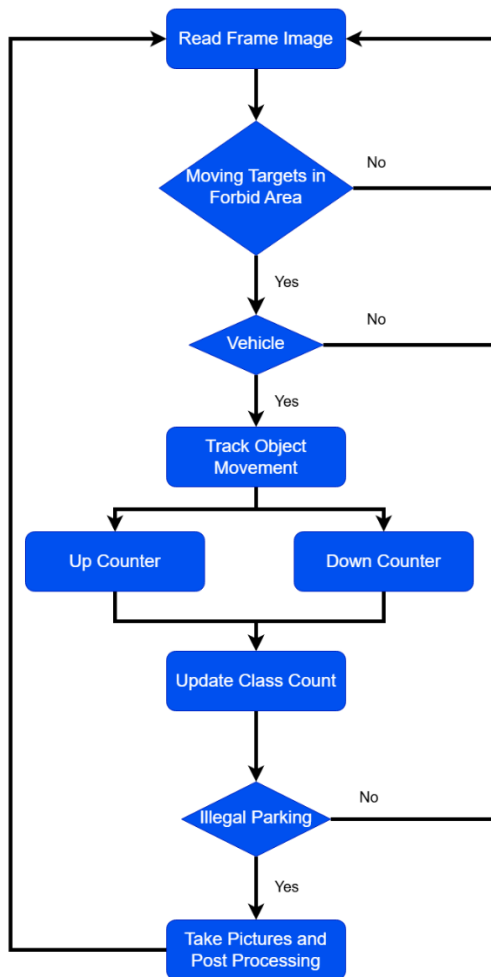 Read Frame Image
Moving Targets in
Forbid Area
No
Yes
Vehicle
No
Yes
Track Object
Movement
Up Counter
Down Counter
Update Class Count
Illegal Parking
No
Yes
Take Pictures and
Post Processing